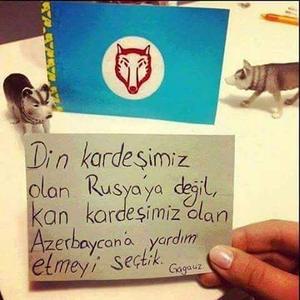 Din kardeşimiz
olan Rusya'ya değil,
kan kardeşimiz olan
Azerbaycan'a yardım
etmeyi seçtik. Gagauz